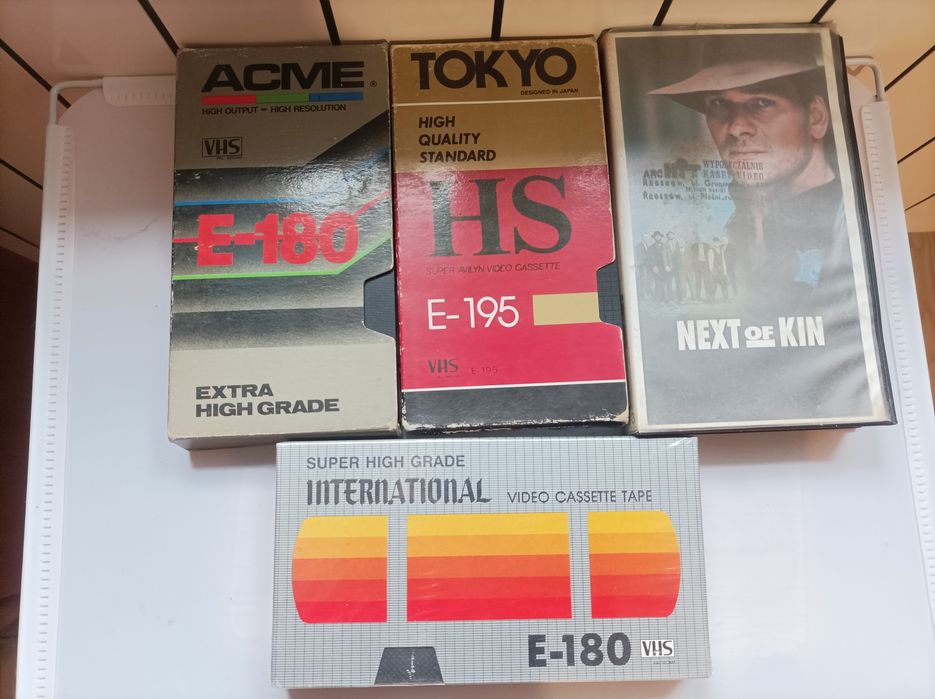 ACME®
HIGH OUTPUT – HIGH RESOLUTION
VHS
E-180
EXTRA
HIGH GRADE
TOKYO
DESIGNED IN JAPAN
HIGH
QUALITY
STANDARD
HS
SUPER AVILYN VIDEO CASSETTE
E-195
VHS E-195
WYPOŻYCZALNIE
KASET VIDEO
NEXT OF KIN
SUPER HIGH GRADE
INTERNATIONAL VIDEO CASSETTE TAPE
E-180 VHS